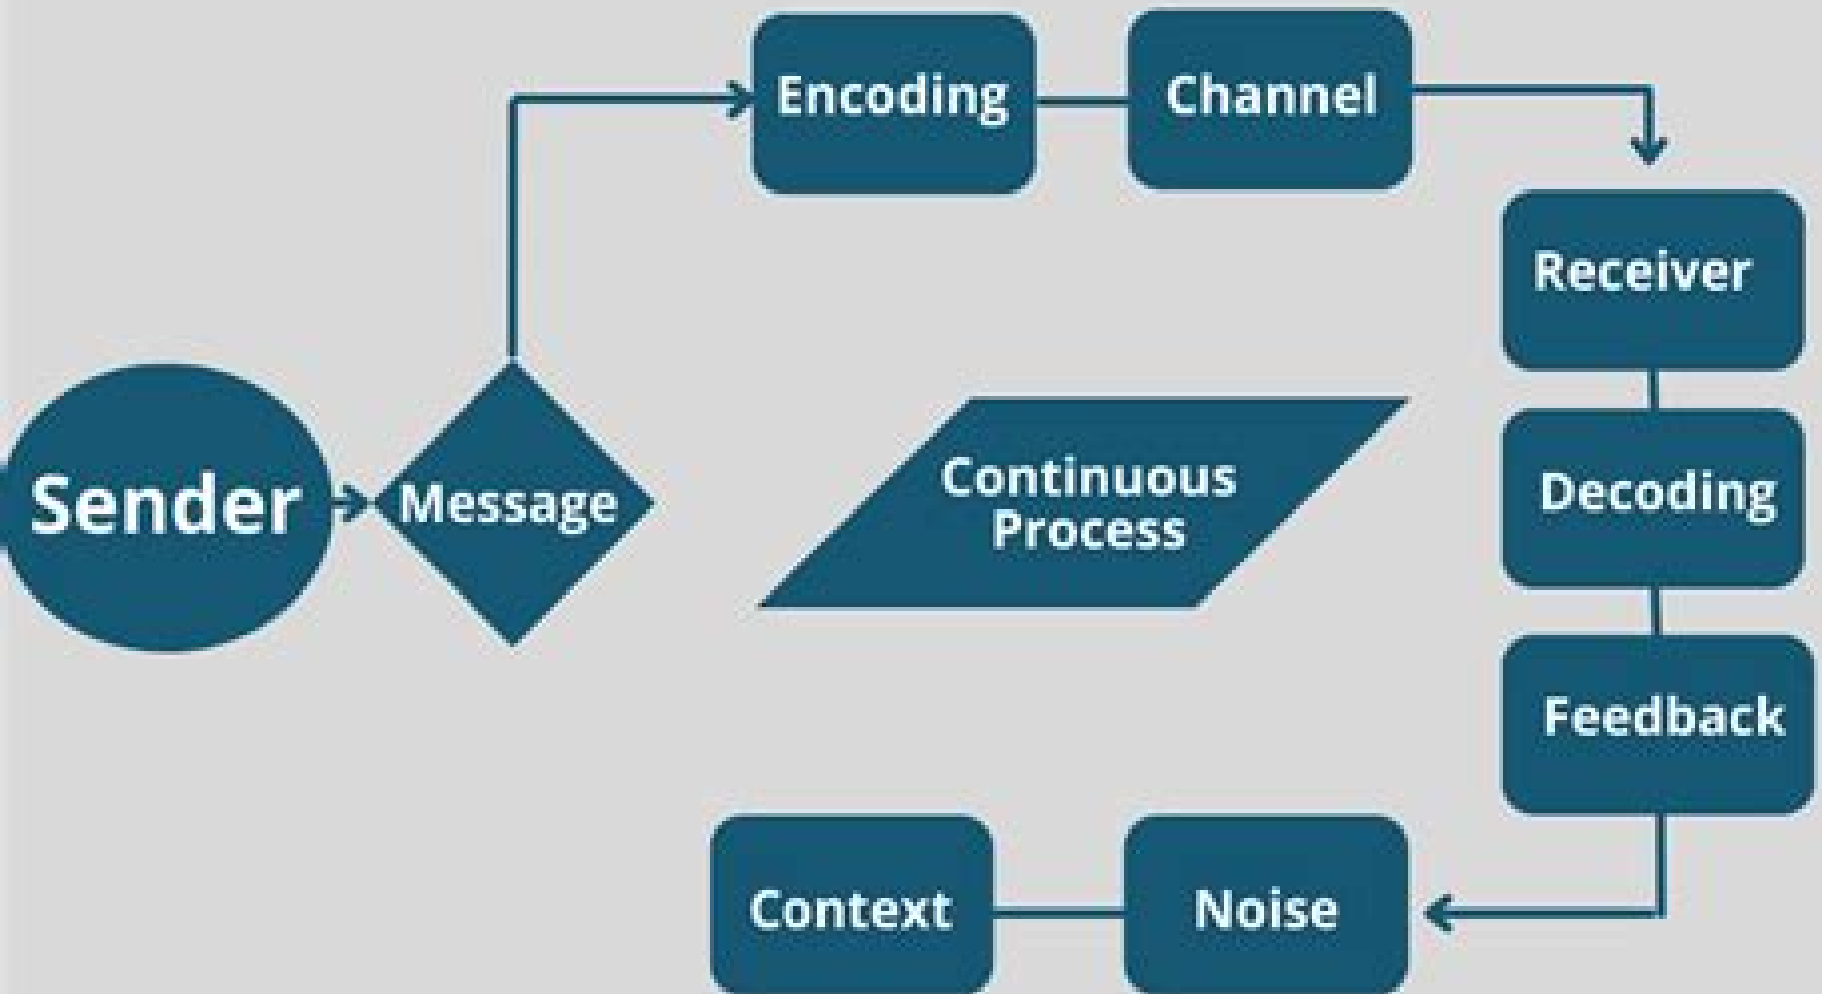 Encoding
Channel
Receiver
Sender
Message
Continuous
Process
Decoding
Feedback
Context
Noise